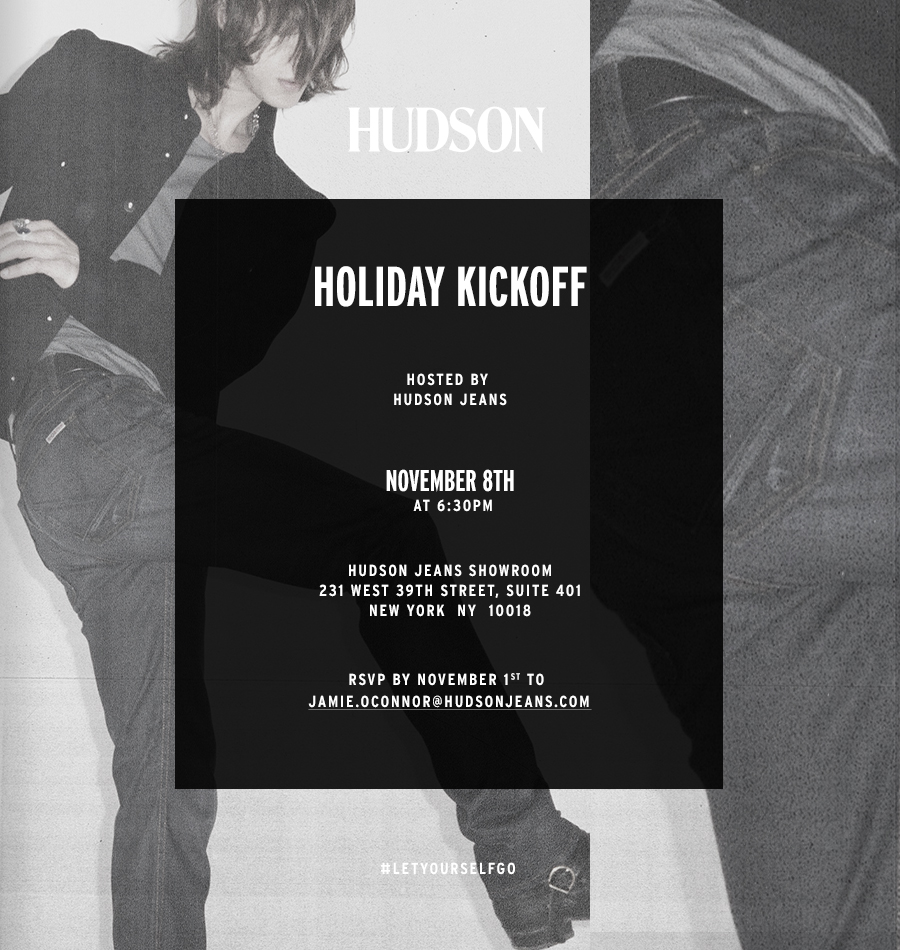 HUDSON
HOLIDAY KICKOFF
HOSTED BY
HUDSON JEANS
NOVEMBER 8TH
AT 6:30PM
HUDSON JEANS SHOWROOM
231 WEST 39TH STREET, SUITE 401
NEW YORK NY 10018
RSVP BY NOVEMBER 1ST TO
JAMIE.OCONNOR@HUDSONJEANS.COM
#LETYOURSELFGO